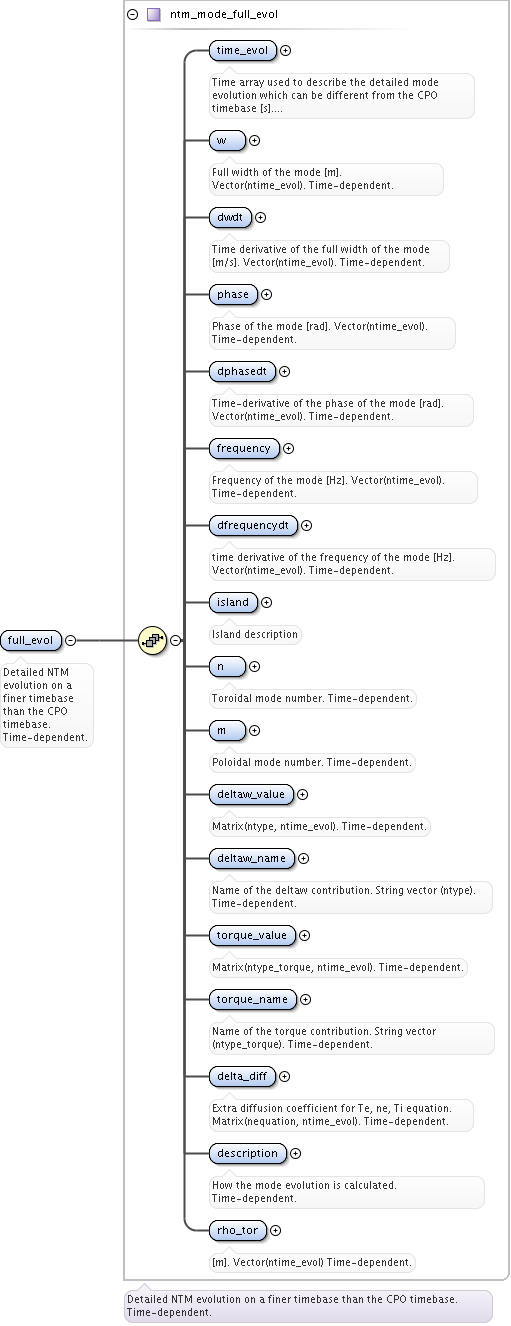 ntm_mode_full_evol
time_evol
Time array used to describe the detailed mode
evolution which can be different from the CPO
timebase [s]....
w
Full width of the mode [m].
Vector(ntime_evol). Time-dependent.
dwdt
Time derivative of the full width of the mode
[m/s]. Vector(ntime_evol). Time-dependent.
phase
Phase of the mode [rad]. Vector(ntime_evol).
Time-dependent.
dphasedt
Time-derivative of the phase of the mode [rad].
Vector(ntime_evol). Time-dependent.
frequency
Frequency of the mode [Hz]. Vector(ntime_evol).
Time-dependent.
dfrequencydt
time derivative of the frequency of the mode [Hz].
Vector(ntime_evol). Time-dependent.
island
Island description
full_evol
Detailed NTM
evolution on a
finer timebase
than the CPO
timebase.
Time-dependent.
n
Toroidal mode number. Time-dependent.
m
Poloidal mode number. Time-dependent.
deltaw_value
Matrix(ntype, ntime_evol). Time-dependent.
deltaw_name
Name of the deltaw contribution. String vector (ntype).
Time-dependent.
torque_value
Matrix(ntype_torque, ntime_evol). Time-dependent.
torque_name
Name of the torque contribution. String vector
(ntype_torque). Time-dependent.
delta_diff
Extra diffusion coefficient for Te, ne, Ti equation.
Matrix(nequation, ntime_evol). Time-dependent.
description
How the mode evolution is calculated.
Time-dependent.
rho_tor
[m]. Vector(ntime_evol) Time-dependent.
Detailed NTM evolution on a finer timebase than the CPO timebase.
Time-dependent.